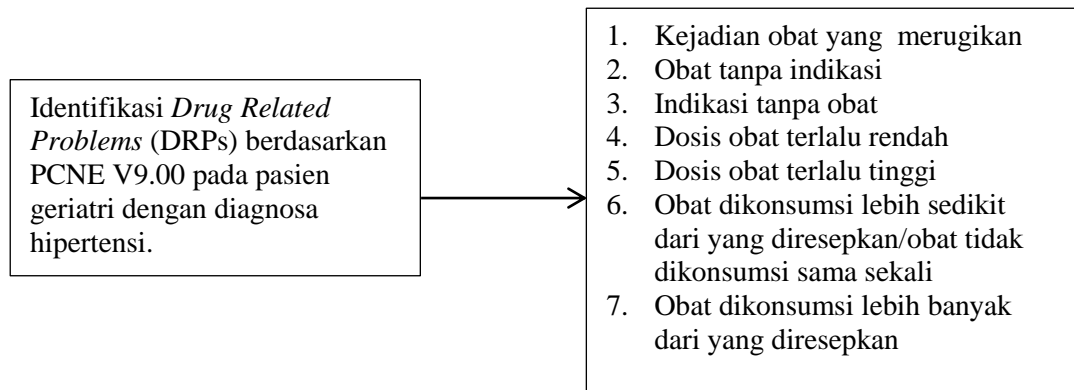 Identifikasi Drug Related
Problems (DRPs) berdasarkan
PCNE V9.00 pada pasien
geriatri dengan diagnosa
hipertensi.
1. Kejadian obat yang merugikan
2. Obat tanpa indikasi
3. Indikasi tanpa obat
4. Dosis obat terlalu rendah
5. Dosis obat terlalu tinggi
6. Obat dikonsumsi lebih sedikit
dari yang diresepkan/obat tidak
dikonsumsi sama sekali
7. Obat dikonsumsi lebih banyak
dari yang diresepkan